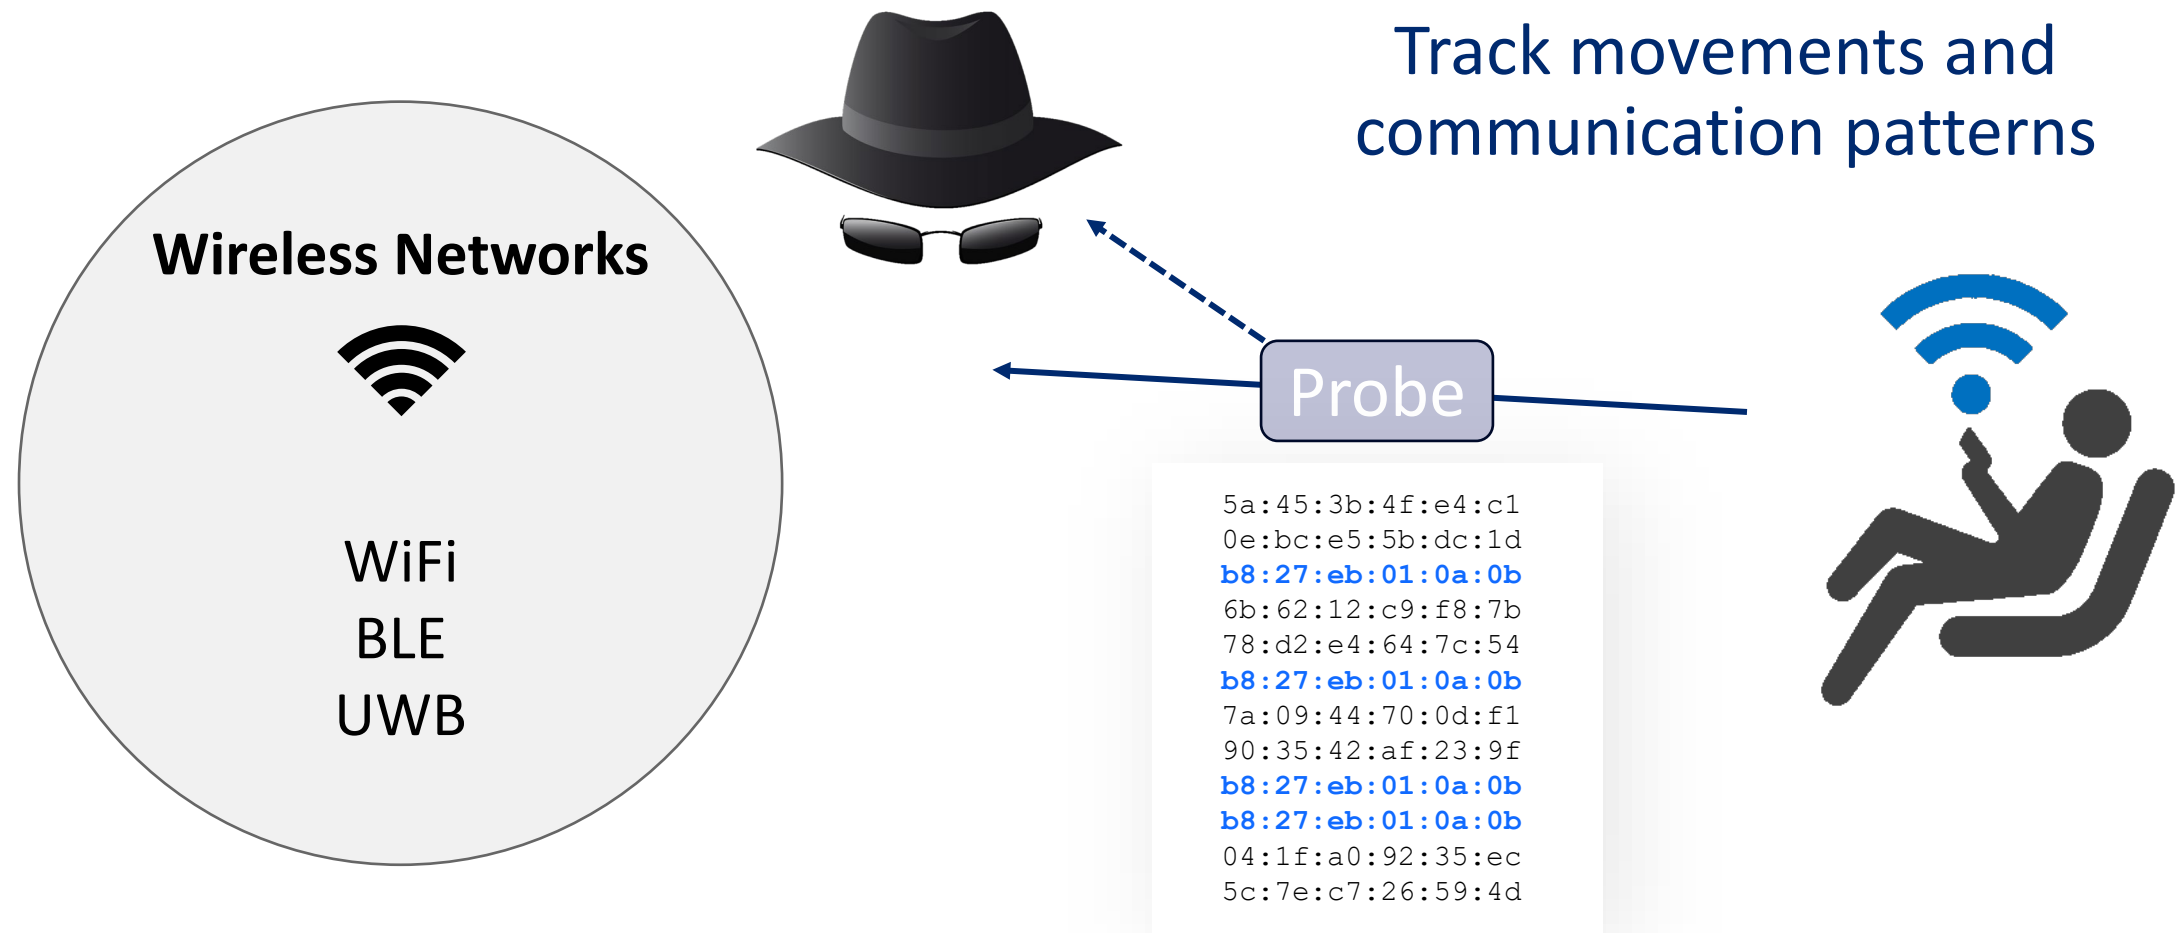 Track movements and
communication patterns
Wireless Networks
WiFi
BLE
UWB
Probe
5a:45:3b:4f:e4:c1
0e:bc:e5:5b:dc:1d
b8:27:eb:01:0a:0b
6b:62:12:c9:f8:7b
78:d2:e4:64:7c:54
b8:27:eb:01:0a:0b
7a:09:44:70:0d:f1
90:35:42:af:23:9f
b8:27:eb:01:0a:0b
b8:27:eb:01:0a:0b
04:1f:a0:92:35:ec
5c:7e:c7:26:59:4d